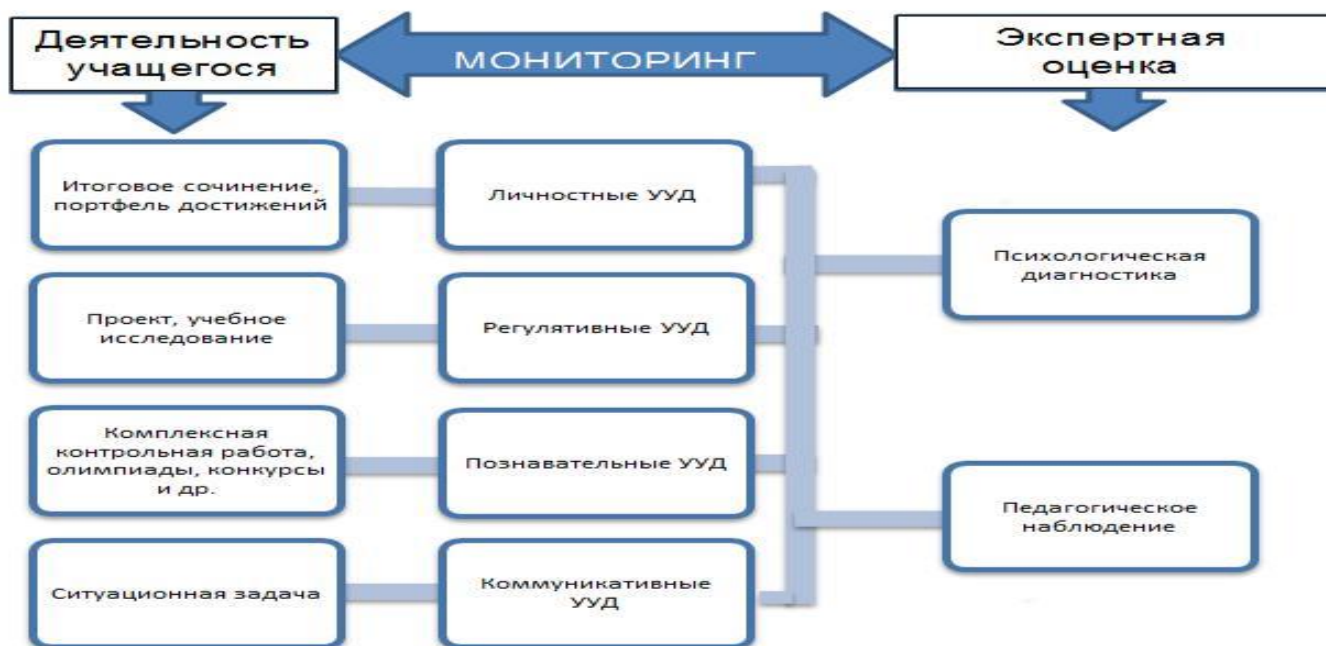 Деятельность
учащегося
МОНИТОРИНГ
Экспертная
оценка
Итоговое сочинение,
портфель достижений
Личностные УУД
Психологическая
диагностика
Проект, учебное
исследование
Регулятивные УУД
Комплексная
контрольная работа,
олимпиады, конкурсы
и др.
Познавательные УУД
Педагогическое
наблюдение
Ситуационная задача
Коммуникативные
УУД